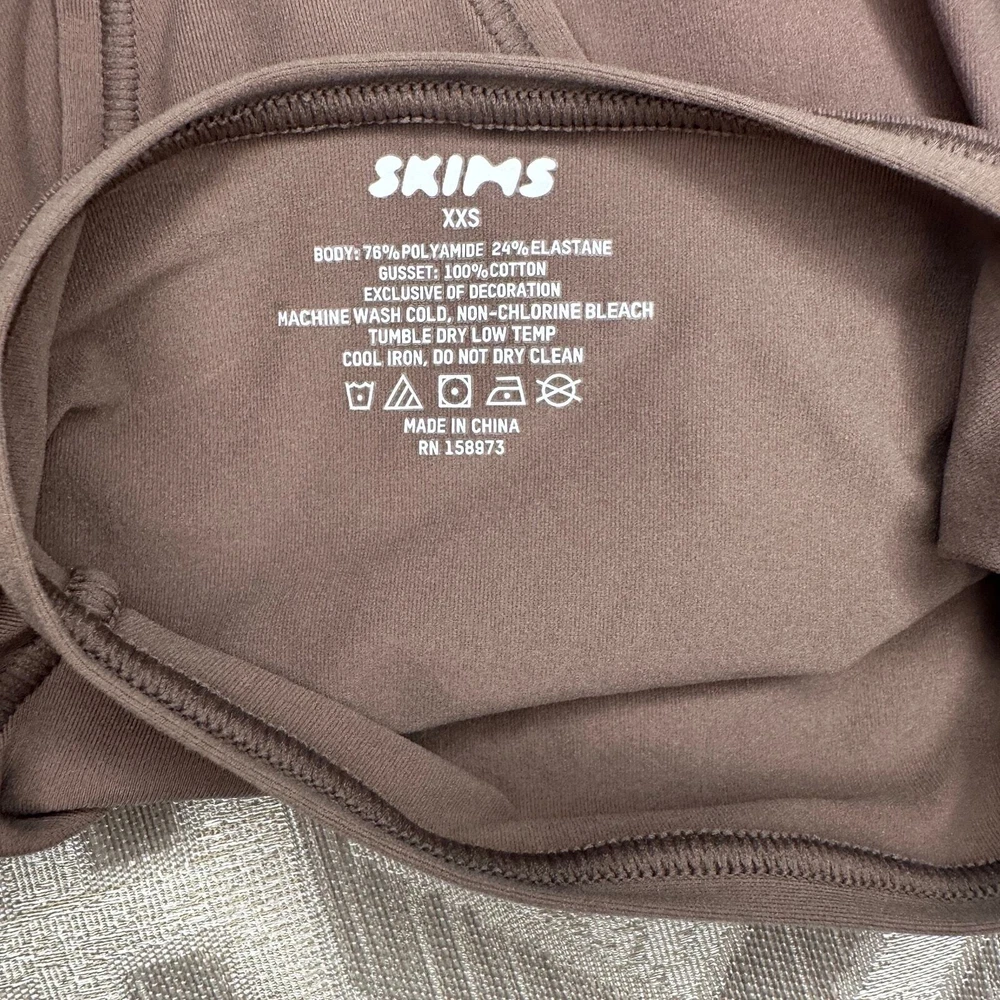 SKIMS
XXS
BODY: 76% POLYAMIDE 24% ELASTANE
GUSSET: 100% COTTON
EXCLUSIVE OF DECORATION
MACHINE WASH COLD, NON-CHLORINE BLEACH
TUMBLE DRY LOW TEMP
COOL IRON, DO NOT DRY CLEAN
MADE IN CHINA
RN 158973